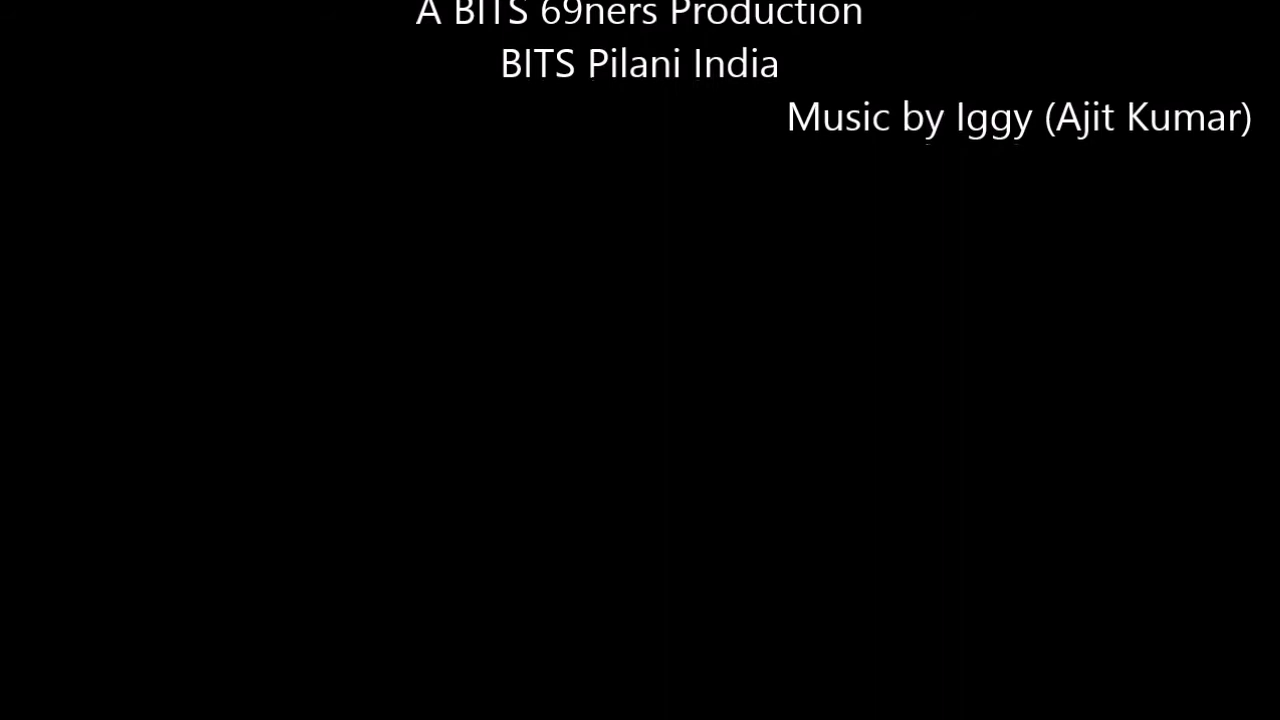 A BITS 69ners Production
BITS Pilani India
Music by Iggy (Ajit Kumar)